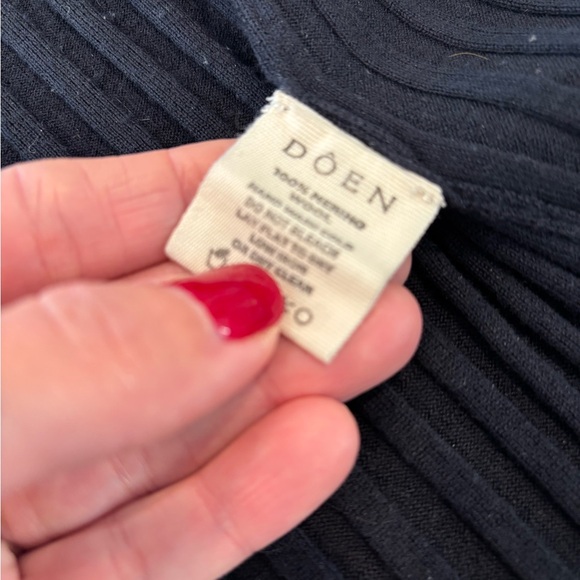 DÔEN
100% MERINO
WOOL
HAND WASH COLD
DO NOT BLEACH
LAY FLAT TO DRY
LOW IRON
OR DRY CLEAN